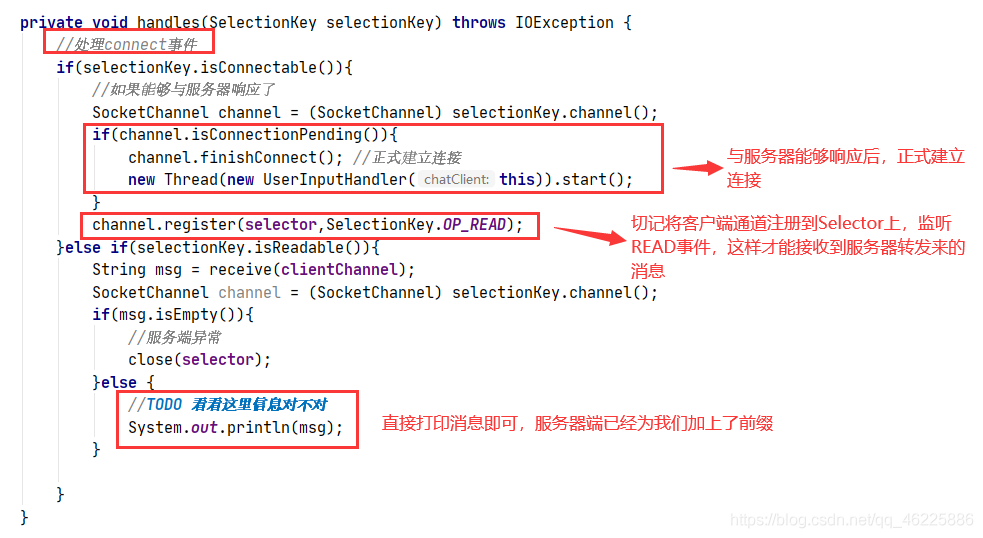 private void handles(SelectionKey selectionKey) throws IOException {
//处理connect事件
if(selectionKey.isConnectable()){
//如果能够与服务器响应了
SocketChannel channel = (SocketChannel) selectionKey.channel();
if(channel.isConnectionPending()){
channel.finishConnect(); //正式建立连接
new Thread(new UserInputHandler( chatClient: this)).start();
}
channel.register(selector,SelectionKey.OP_READ);
}else if(selectionKey.isReadable()){
String msg = receive(clientChannel);
SocketChannel channel = (SocketChannel) selectionKey.channel();
if(msg.isEmpty()){
//服务端异常
close(selector);
}else {
//TODO 看看这里信息对不对
System.out.println(msg);
}
}
}
与服务器能够响应后，正式建立
连接
切记将客户端通道注册到Selector上，监听
READ事件，这样才能接收到服务器转发来的
消息
直接打印消息即可，服务器端已经为我们加上了前缀
https://blog.csdn.net/qq_46225886